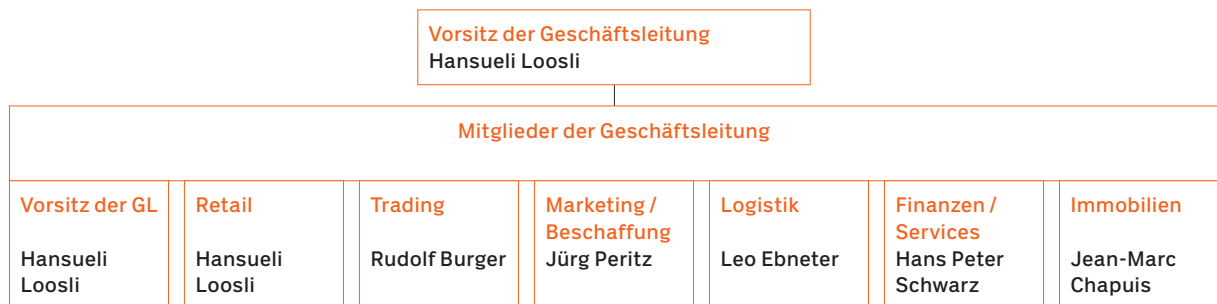 Vorsitz der Geschäftsleitung
Hansueli Loosli
Mitglieder der Geschäftsleitung
Vorsitz der GL
Hansueli
Loosli
Retail
Hansueli
Loosli
Trading
Rudolf Burger
Marketing /
Beschaffung
Jürg Peritz
Logistik
Leo Ebneter
Finanzen /
Services
Hans Peter
Schwarz
Immobilien
Jean-Marc
Chapuis